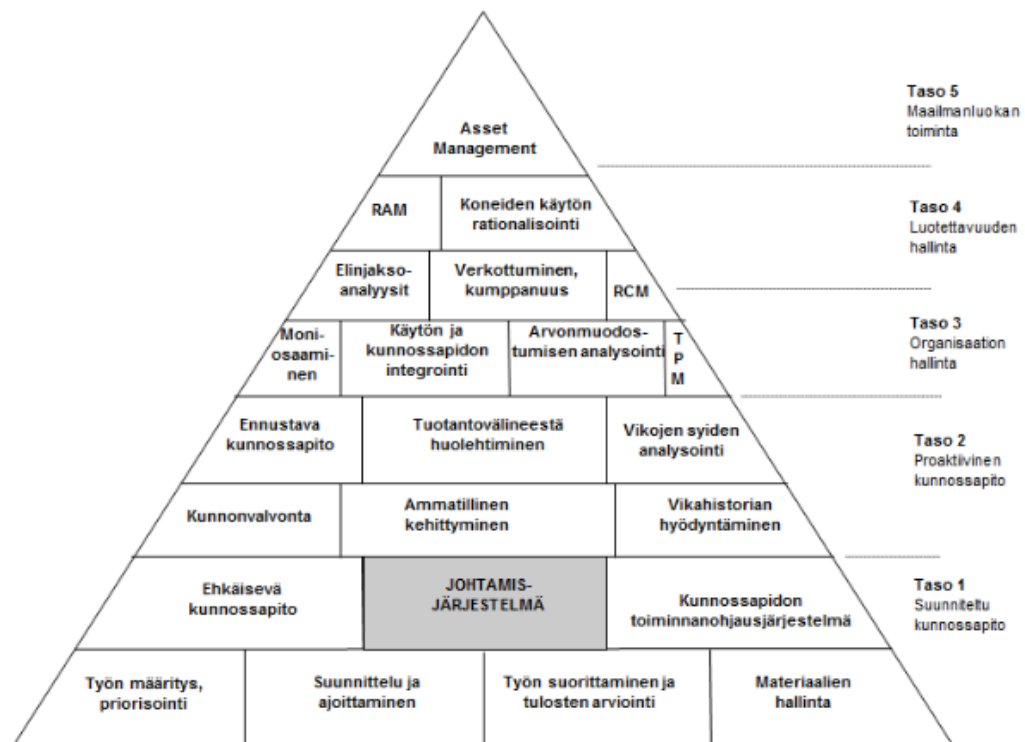 Asset
Management
Taso 5
Maailmanluokan
toiminta
RAM
Koneiden käytön
rationalisointi
Taso 4
Luotettavuuden
hallinta
Elinjakso-
analyysit
Verkottuminen,
kumppanuus
RCM
Moni-
osaami-
nen
Käytön ja
kunnossapidon
integrointi
Arvonmuodos-
tumisen analysointi
T
P
M
Taso 3
Organisaation
hallinta
Ennustava
kunnossapito
Tuotantovälineestä
huolehtiminen
Vikojen syiden
analysointi
Taso 2
Proaktiivinen
kunnossapito
Kunnonvalvonta
Ammatillinen
kehittyminen
Vikahistorian
hyödyntäminen
Ehkäisevä
kunnossapito
JOHTAMIS-
JÄRJESTELMÄ
Kunnossapidon
toiminnanohjausjärjestelmä
Taso 1
Suunniteltu
kunnossapito
Työn määritys,
priorisointi
Suunnittelu ja
ajoittaminen
Työn suorittaminen ja
tulosten arviointi
Materiaalien
hallinta